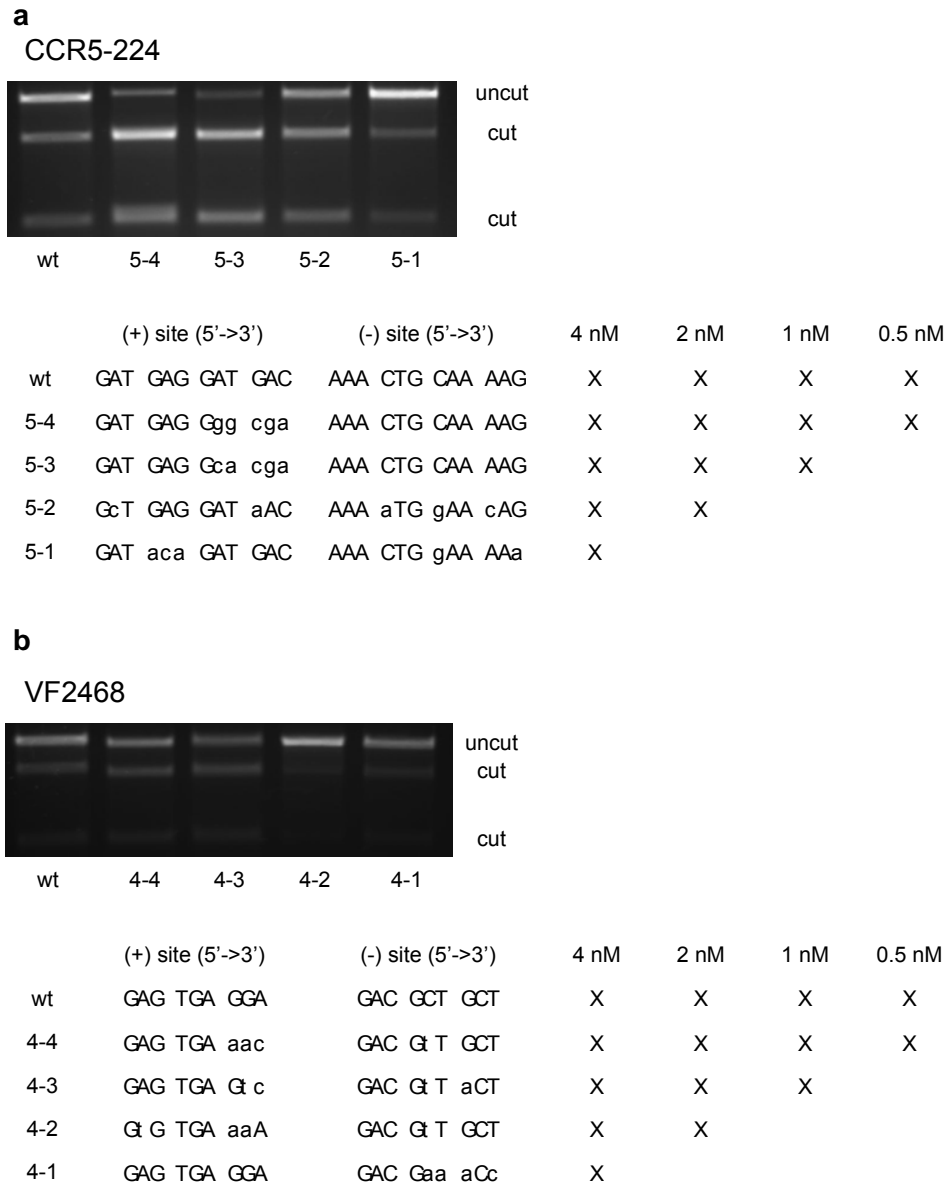 a
CCR5-224
uncut
cut
cut
wt 5-4 5-3 5-2 5-1
(+) site (5'->3') (-) site (5'->3') 4 nM 2 nM 1 nM 0.5 nM
wt GAT GAG GAT GAC AAA CTG CAA AAG X X X X
5-4 GAT GAG Ggg cga AAA CTG CAA AAG X X X X
5-3 GAT GAG Gca cga AAA CTG CAA AAG X X X
5-2 GcT GAG GAT aAC AAA aTG gAA cAG X X
5-1 GAT aca GAT GAC AAA CTG gAA AAa X
b
VF2468
uncut
cut
cut
wt 4-4 4-3 4-2 4-1
(+) site (5'->3') (-) site (5'->3') 4 nM 2 nM 1 nM 0.5 nM
wt GAG TGA GGA GAC GCT GCT X X X X
4-4 GAG TGA aac GAC GtT GCT X X X X
4-3 GAG TGA Gtc GAC GtT aCT X X X
4-2 GtG TGA aaA GAC GtT GCT X X
4-1 GAG TGA GGA GAC Gaa aCc X